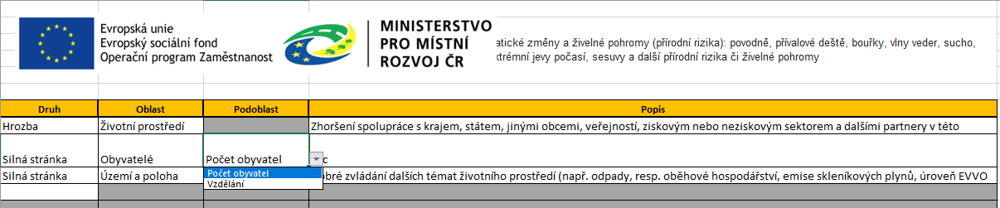 Evropská unie
Evropský sociální fond
Operační program Zaměstnanost
MINISTERSTVO
PRO MÍSTNÍ
ROZVOJ ČR
atické změny a živelné pohromy (přírodní rizika): povodně, přívalové deště, bouřky, vlny veder, sucho,
xtrémní jevy počasí, sesuvy a další přírodní rizika či živelné pohromy
Druh Oblast Podoblast Popis
Hrozba Životní prostředí Zhoršení spolupráce s krajem, státem, jinými obcemi, veřejností, ziskovým nebo neziskovým sektorem a dalšími partnery v této
Silná stránka Obyvatelé Počet obyvatel c
Počet obyvatel
Silná stránka Území a poloha obré zvládání dalších témat životního prostředí (např. odpady, resp. oběhové hospodářství, emise skleníkových plynů, úroveň EVVO
Vzdělání